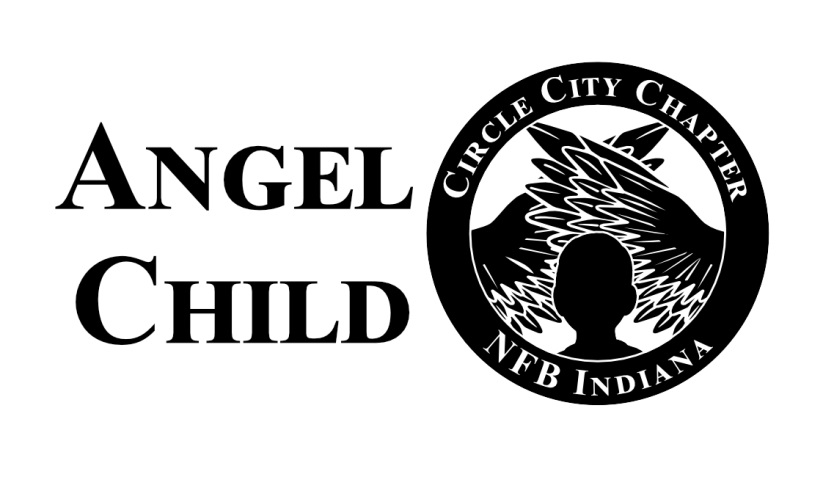 ANGEL
CHILD
CIRCLE CITY CHAPTER
NFB INDIANA